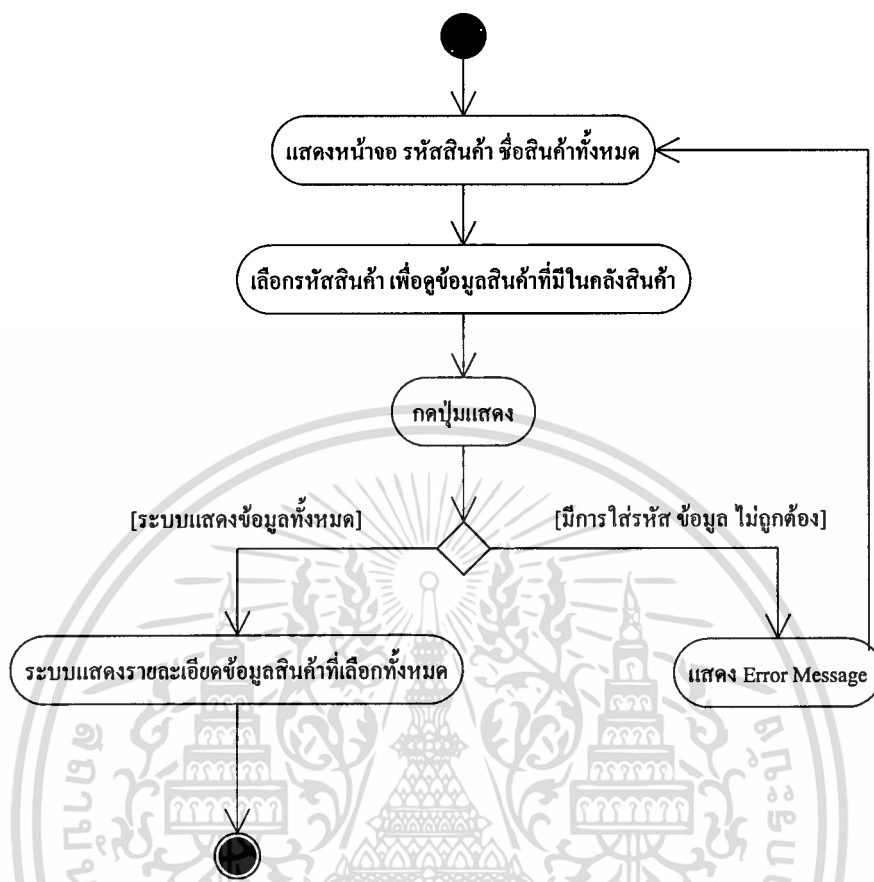 แสดงหน้าจอ รหัสสินค้า ชื่อสินค้าทั้งหมด
เลือกรหัสสินค้า เพื่อดูข้อมูลสินค้าที่มีในคลังสินค้า
กดปุ่มแสดง
[ระบบแสดงข้อมูลทั้งหมด]
[มีการใส่รหัส ข้อมูล ไม่ถูกต้อง]
ระบบแสดงรายละเอียดข้อมูลสินค้าที่เลือกทั้งหมด
แสดง Error Message